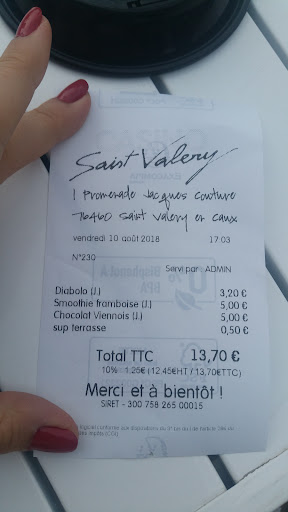 Saint Valery
1 Promenade Jacques Couture
76460 Saint Valery en Caux
vendredi 10 août 2018 17:03
N°230
Servi par : ADMIN
Diabolo (J.) 3,20 €
Smoothie framboise (J.) 5,00 €
Chocolat Viennois (J.) 5,00 €
sup terrasse 0,50 €
Total TTC 13,70 €
10% : 1.25€ (12.45€HT / 13,70€TTC)
Merci et à bientôt !
SIRET - 300 758 265 00015